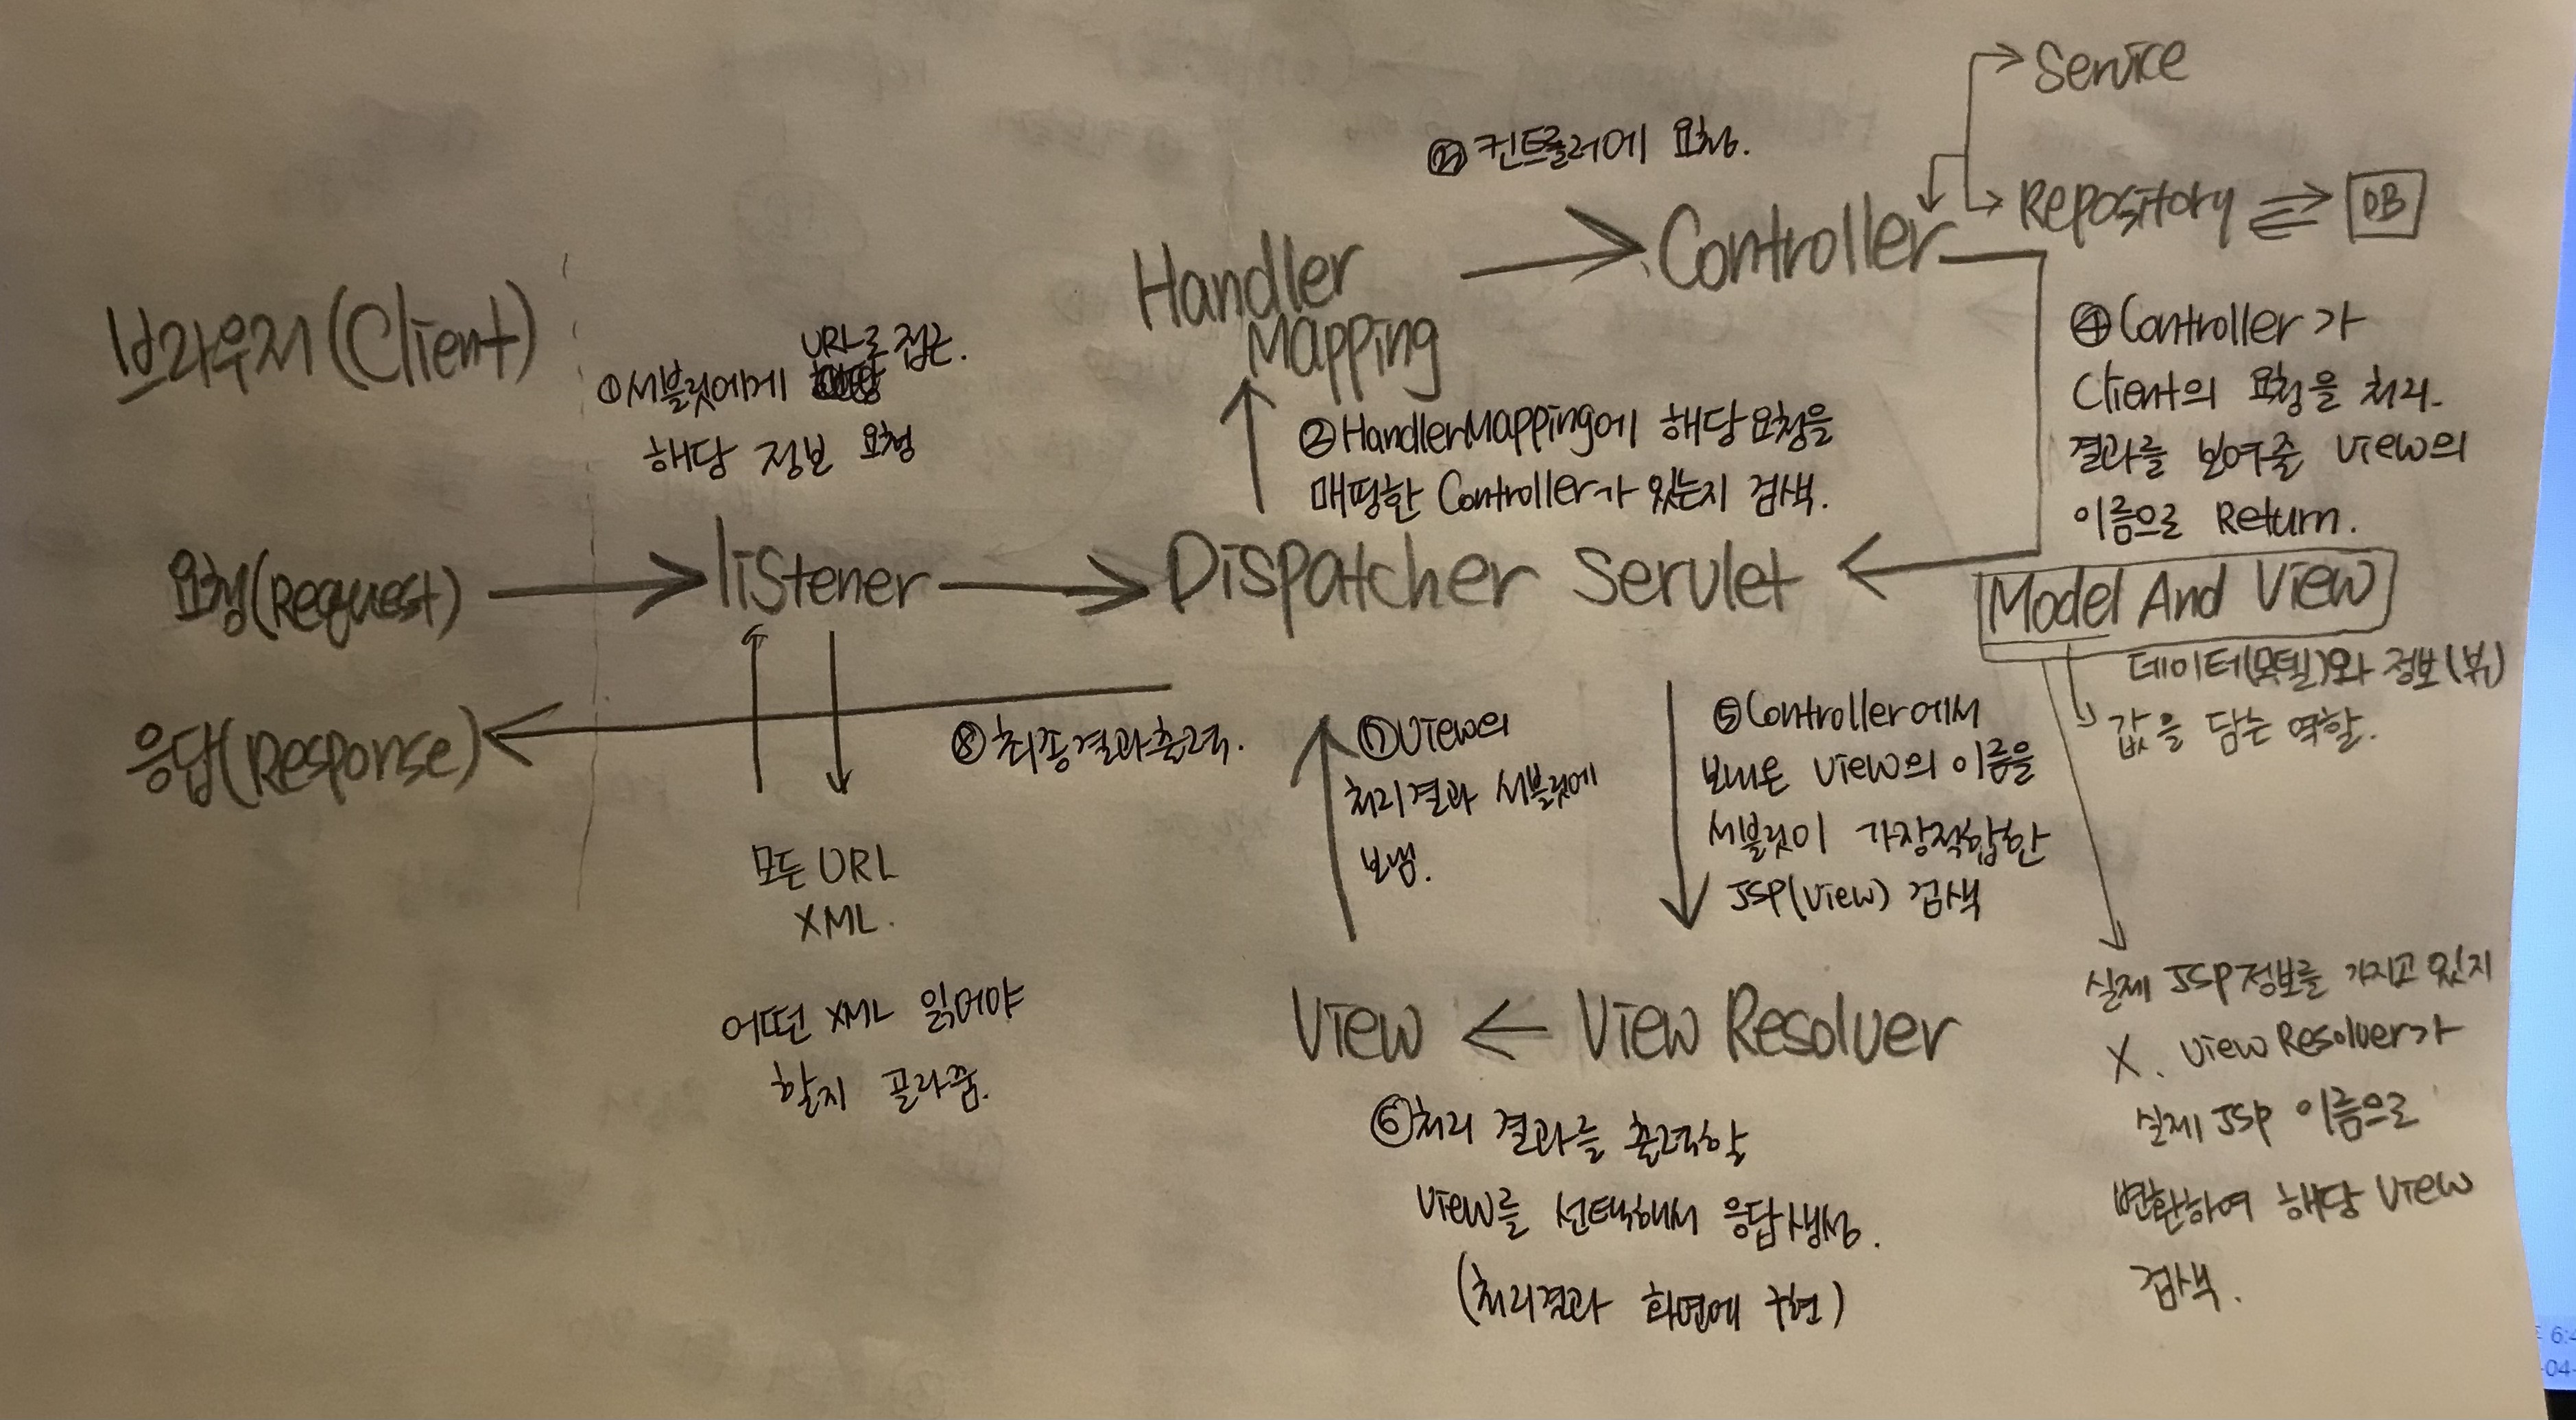 Service
③ 컨트롤러에 요청.
Repository
DB
Handler
Mapping
Controller
브라우저(Client)
URL로 접근.
①서블릿에게
해당 정보 요청
②HandlerMapping에 해당요청을
매핑한 Controller가 있는지 검색.
④Controller가
Client의 요청을 처리.
결과를 보여줄 View의
이름으로 Return.
요청(Request)
listener
Dispatcher Servlet
Model And View
데이터(모델)와 정보(뷰)
값을 담는 역할.
응답(Response)
⑧최종결과출력.
⑦View의
처리결과 서블릿에
보냄.
⑤Controller에서
보내온 View의 이름을
서블릿이 가장적합한
JSP(View) 검색
모든 URL
XML.
어떤 XML 읽어야
할지 골라줌.
View
View Resolver
⑥처리 결과를 출력할
View를 선택해서 응답생성.
(처리결과 화면에 구현)
실제 JSP정보를 가지고 있지
X. View Resolver가
실제 JSP 이름으로
변환하여 해당 View
검색.
6:4
-04-